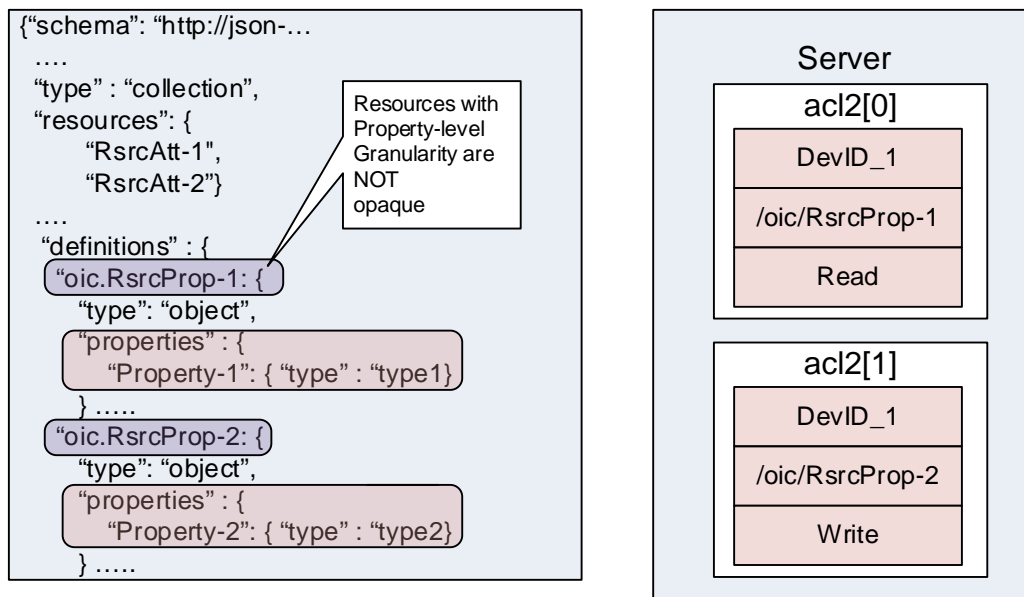 {“schema”: “http://json-…
….
“type” : “collection”,
“resources”: {
“RsrcAtt-1",
“RsrcAtt-2”}
….
“definitions” : {
“oic.RsrcProp-1: {
“type”: “object”,
“properties” : {
“Property-1”: { “type” : “type1}
} …..
“oic.RsrcProp-2: {
“type”: “object”,
“properties” : {
“Property-2”: { “type” : “type2}
} …..
Resources with
Property-level
Granularity are
NOT
opaque
Server
acl2[0]
DevID_1
/oic/RsrcProp-1
Read
acl2[1]
DevID_1
/oic/RsrcProp-2
Write